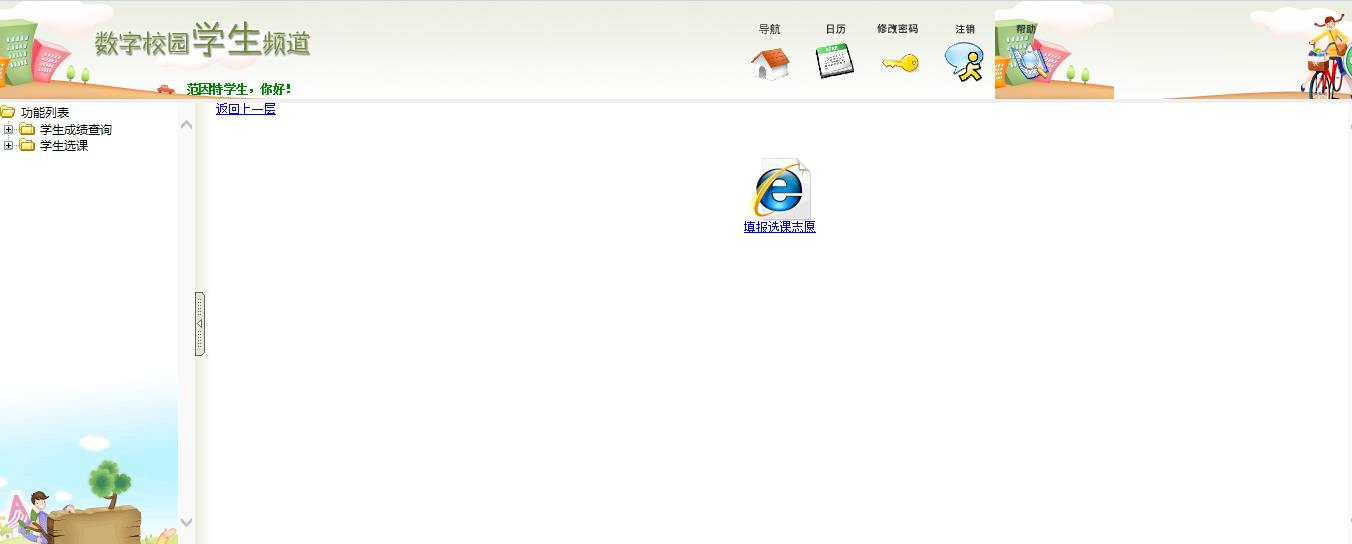 数字校园学生频道
导航
日历
修改密码
注销
帮助
范因特学生，你好！
功能列表
学生成绩查询
学生选课
返回上一层
填报选课志愿